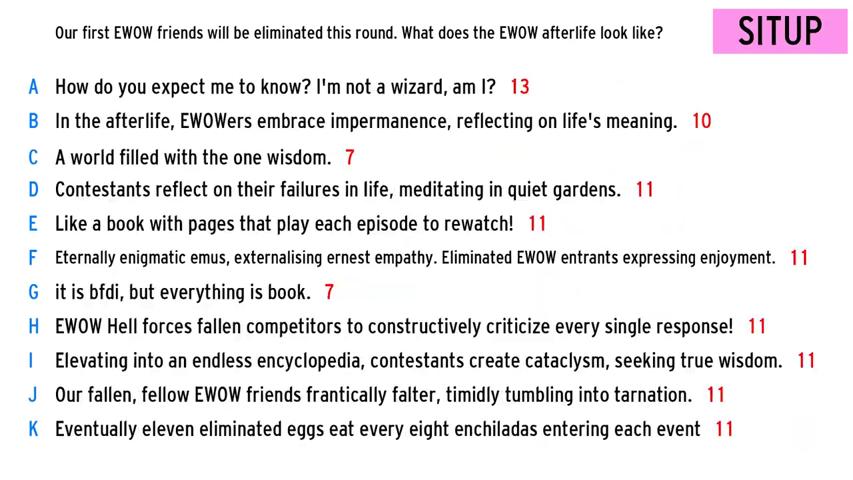 Our first EWOW friends will be eliminated this round. What does the EWOW afterlife look like?
SITUP
A How do you expect me to know? I'm not a wizard, am I? 13
B In the afterlife, EWOWers embrace impermanence, reflecting on life's meaning. 10
C A world filled with the one wisdom. 7
D Contestants reflect on their failures in life, meditating in quiet gardens. 11
E Like a book with pages that play each episode to rewatch! 11
F Eternally enigmatic emus, externalising ernest empathy. Eliminated EWOW entrants expressing enjoyment. 11
G it is bfdi, but everything is book. 7
H EWOW Hell forces fallen competitors to constructively criticize every single response! 11
I Elevating into an endless encyclopedia, contestants create cataclysm, seeking true wisdom. 11
J Our fallen, fellow EWOW friends frantically falter, timidly tumbling into tarnation. 11
K Eventually eleven eliminated eggs eat every eight enchiladas entering each event 11